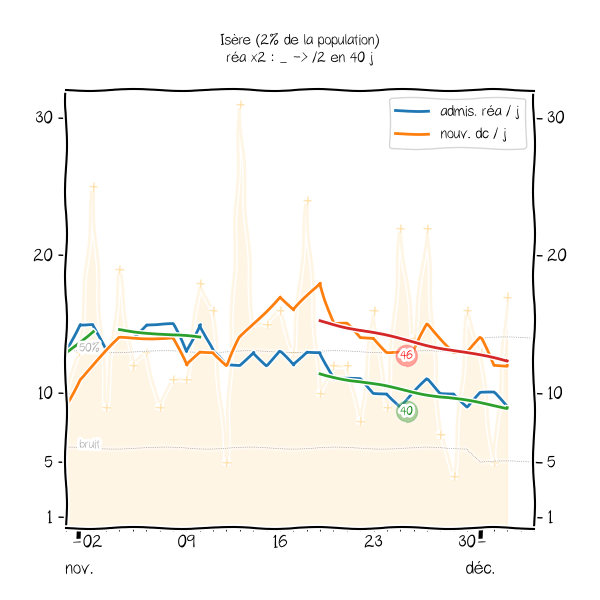 Isère (2% de la population)
réa x2 : _ -> /2 en 40 j
admis. réa / j
nouv. dc / j
30
30
20
20
50%
46
10
10
40
bruit
5
5
1
1
02
09
16
23
30
nov.
déc.